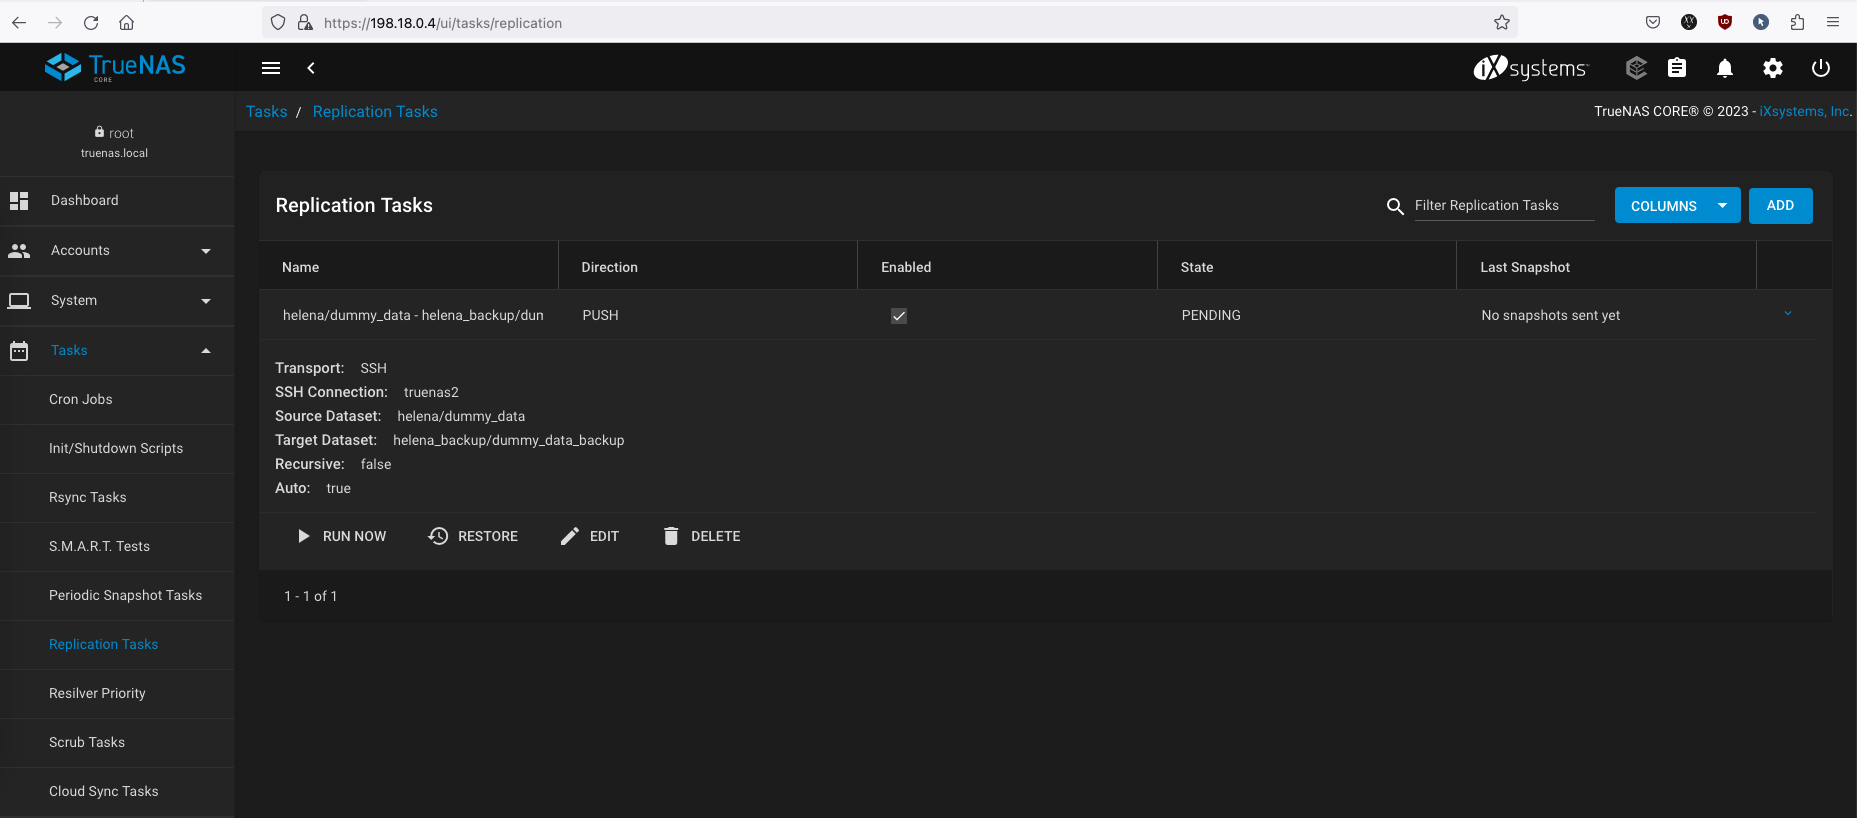 https://198.18.0.4/ui/tasks/replication
TrueNAS
CORE
iXsystems™
Tasks / Replication Tasks
TrueNAS CORE® © 2023 - iXsystems, Inc.
root
truenas.local
Dashboard
Accounts
System
Tasks
Cron Jobs
Init/Shutdown Scripts
Rsync Tasks
S.M.A.R.T. Tests
Periodic Snapshot Tasks
Replication Tasks
Resilver Priority
Scrub Tasks
Cloud Sync Tasks
Replication Tasks
Filter Replication Tasks
COLUMNS
ADD
Name Direction Enabled State Last Snapshot
helena/dummy_data - helena_backup/dun PUSH PENDING No snapshots sent yet
Transport: SSH
SSH Connection: truenas2
Source Dataset: helena/dummy_data
Target Dataset: helena_backup/dummy_data_backup
Recursive: false
Auto: true
RUN NOW RESTORE EDIT DELETE
1 - 1 of 1